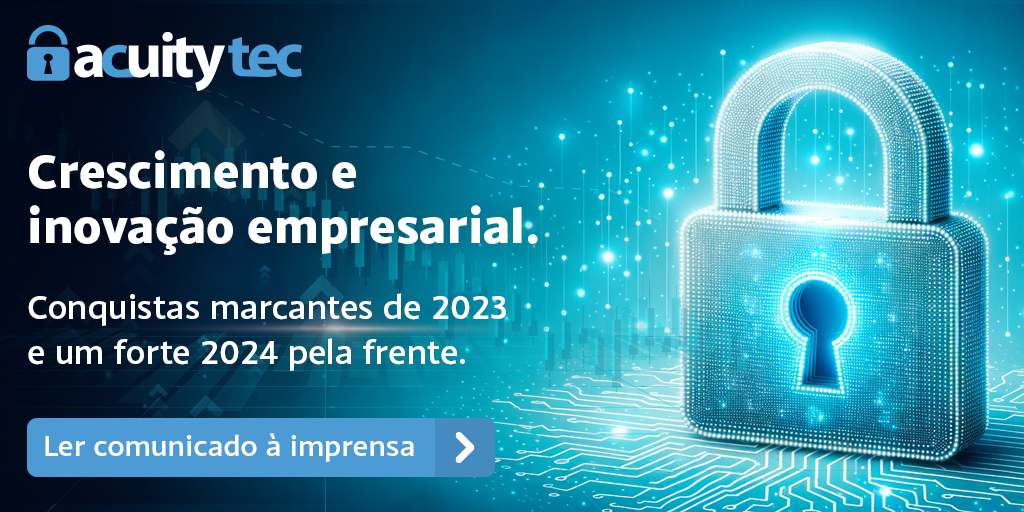 acuitytec
Crescimento e
inovação empresarial.
Conquistas marcantes de 2023
e um forte 2024 pela frente.
Ler comunicado à imprensa